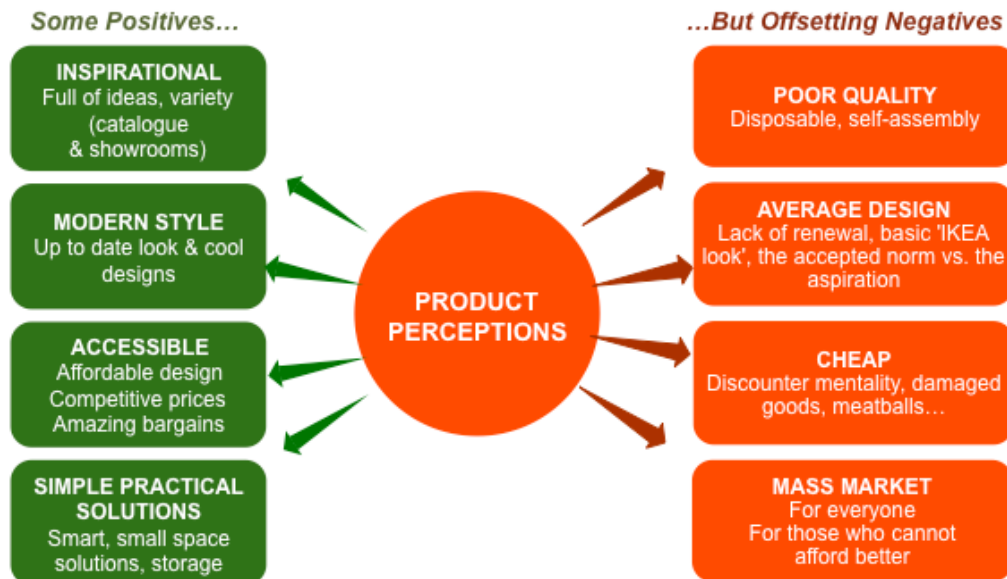 Some Positives…
INSPIRATIONAL
Full of ideas, variety
(catalogue
& showrooms)
MODERN STYLE
Up to date look & cool
designs
ACCESSIBLE
Affordable design
Competitive prices
Amazing bargains
SIMPLE PRACTICAL
SOLUTIONS
Smart, small space
solutions, storage
PRODUCT
PERCEPTIONS
…But Offsetting Negatives
POOR QUALITY
Disposable, self-assembly
AVERAGE DESIGN
Lack of renewal, basic 'IKEA
look', the accepted norm vs. the
aspiration
CHEAP
Discounter mentality, damaged
goods, meatballs…
MASS MARKET
For everyone
For those who cannot
afford better